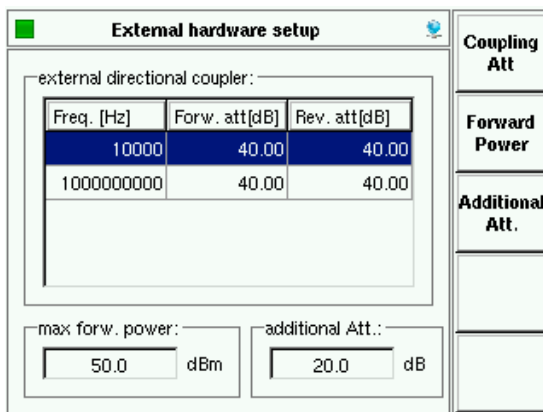 External hardware setup
external directional coupler:
Freq. [Hz] Forw. att[dB] Rev. att[dB]
10000 40.00 40.00
1000000000 40.00 40.00
max forw. power:
50.0 dBm
additional Att.:
20.0 dB
Coupling
Att
Forward
Power
Additional
Att.